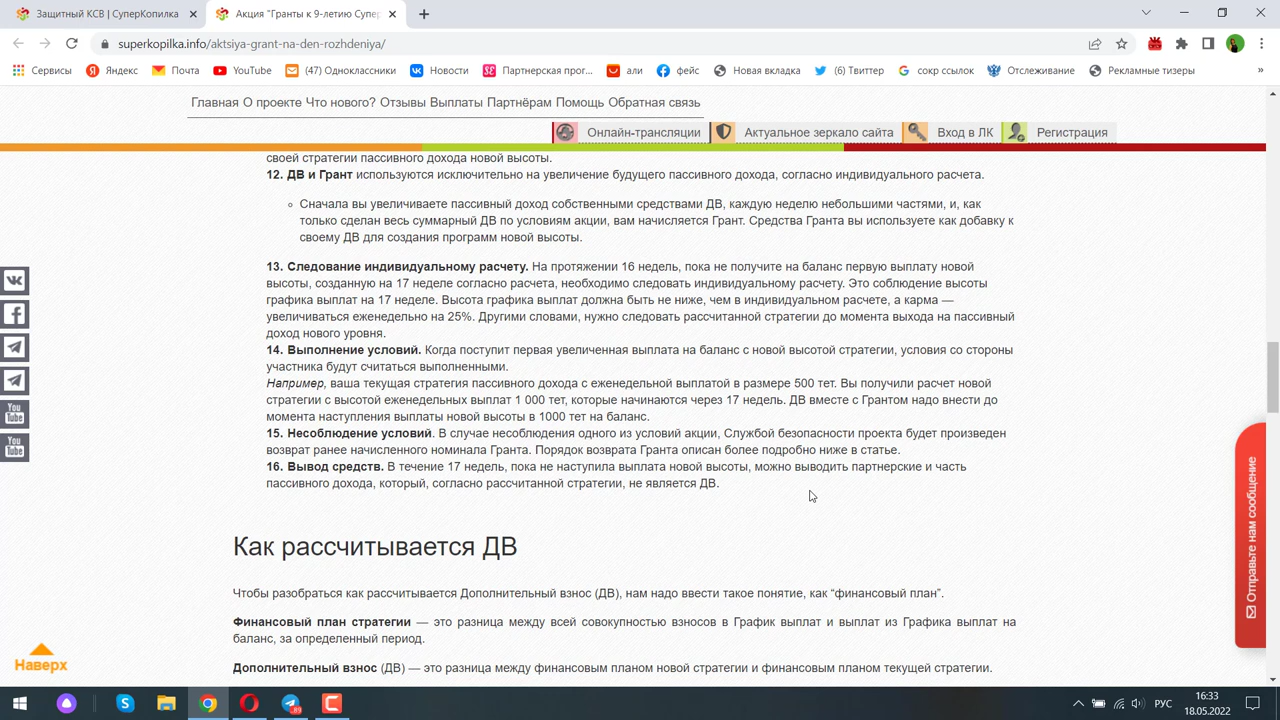 Защитный КСВ | СуперКопилка
Акция "Гранты к 9-летию Супер
superkopilka.info/aktsiya-grant-na-den-rozhdeniya/
Сервисы Яндекс Почта YouTube (47) Одноклассники Новости Партнерская прог... али фейс Новая вкладка (6) Твиттер сокр ссылок Отслеживание Рекламные тизеры »
Главная О проекте Что нового? Отзывы Выплаты Партнёрам Помощь Обратная связь
Онлайн-трансляции Актуальное зеркало сайта Вход в ЛК Регистрация
своей стратегии пассивного дохода новой высоты.
12. ДВ и Грант используются исключительно на увеличение будущего пассивного дохода, согласно индивидуального расчета.
Сначала вы увеличиваете пассивный доход собственными средствами ДВ, каждую неделю небольшими частями, и, как
только сделан весь суммарный ДВ по условиям акции, вам начисляется Грант. Средства Гранта вы используете как добавку к
своему ДВ для создания программ новой высоты.
13. Следование индивидуальному расчету. На протяжении 16 недель, пока не получите на баланс первую выплату новой
высоты, созданную на 17 неделе согласно расчета, необходимо следовать индивидуальному расчету. Это соблюдение высоты
графика выплат на 17 неделе. Высота графика выплат должна быть не ниже, чем в индивидуальном расчете, а карма —
увеличиваться еженедельно на 25%. Другими словами, нужно следовать рассчитанной стратегии до момента выхода на пассивный
доход нового уровня.
14. Выполнение условий. Когда поступит первая увеличенная выплата на баланс с новой высотой стратегии, условия со стороны
участника будут считаться выполненными.
Например, ваша текущая стратегия пассивного дохода с еженедельной выплатой в размере 500 тет. Вы получили расчет новой
стратегии с высотой еженедельных выплат 1 000 тет, которые начинаются через 17 недель. ДВ вместе с Грантом надо внести до
момента наступления выплаты новой высоты в 1000 тет на баланс.
15. Несоблюдение условий. В случае несоблюдения одного из условий акции, Службой безопасности проекта будет произведен
возврат ранее начисленного номинала Гранта. Порядок возврата Гранта описан более подробно ниже в статье.
16. Вывод средств. В течение 17 недель, пока не наступила выплата новой высоты, можно выводить партнерские и часть
пассивного дохода, который, согласно рассчитанной стратегии, не является ДВ.
Как рассчитывается ДВ
Чтобы разобраться как рассчитывается Дополнительный взнос (ДВ), нам надо ввести такое понятие, как “финансовый план”.
Финансовый план стратегии — это разница между всей совокупностью взносов в График выплат и выплат из Графика выплат на
баланс, за определенный период.
Дополнительный взнос (ДВ) — это разница между финансовым планом новой стратегии и финансовым планом текущей стратегии.
You
Tube
You
Tube
Наверх
Отправьте нам сообщение
89
РУС
16:33
18.05.2022